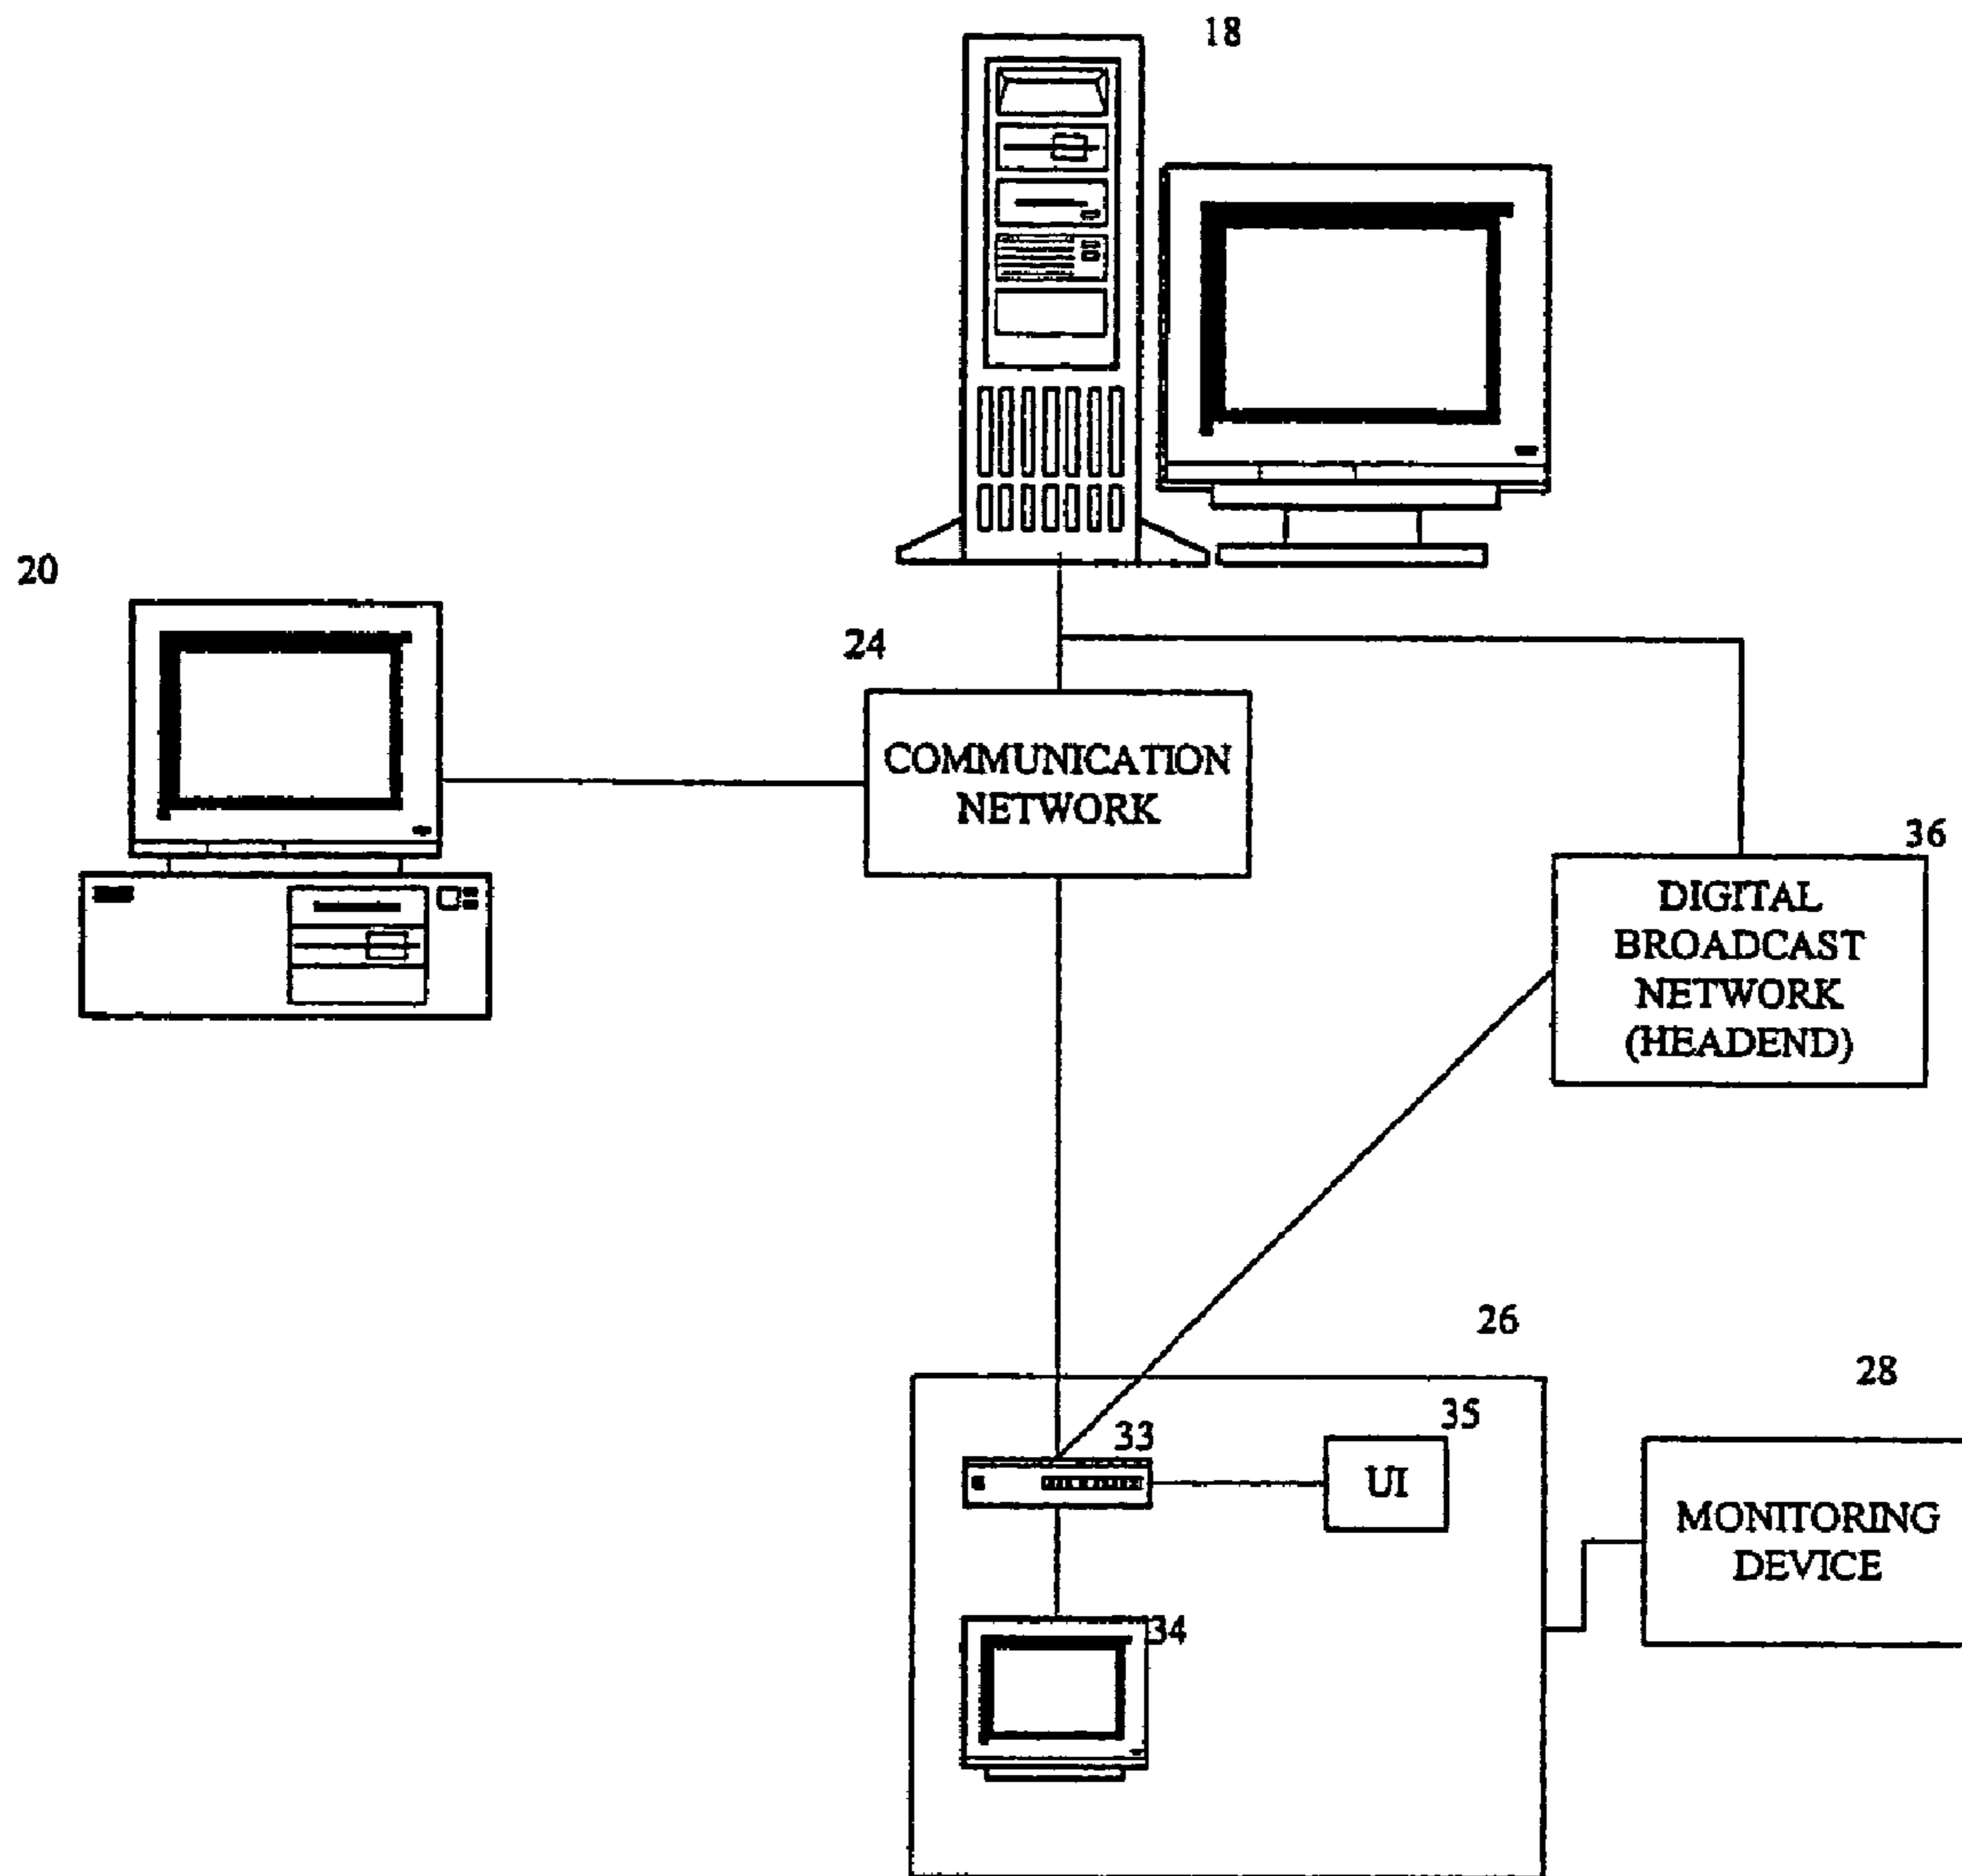 18
20
24
COMMUNICATION
NETWORK
36
DIGITAL
BROADCAST
NETWORK
(HEADEND)
26
28
33
35
UI
MONITORING
DEVICE
34